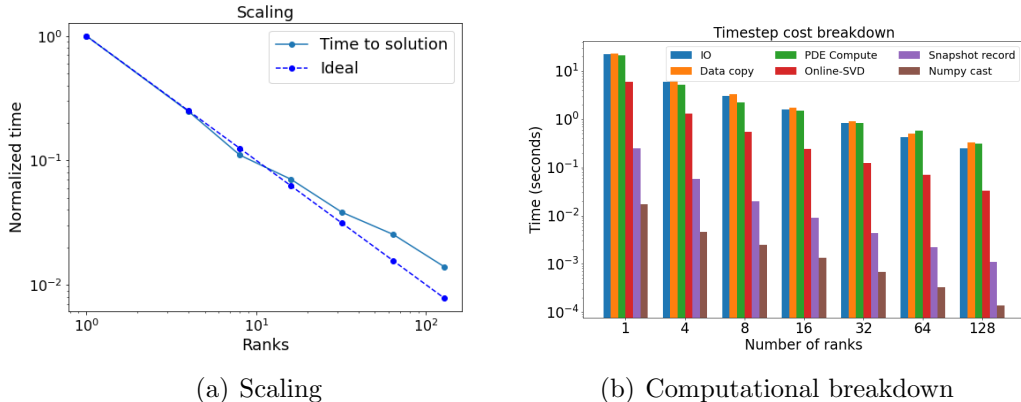 Scaling
10⁰
10⁻¹
10⁻²
Normalized time
Time to solution
Ideal
10⁰ 10¹ 10²
Ranks
(a) Scaling
Timestep cost breakdown
IO PDE Compute Snapshot record
Data copy Online-SVD Numpy cast
10¹
10⁰
10⁻¹
10⁻²
10⁻³
10⁻⁴
Time (seconds)
1 4 8 16 32 64 128
Number of ranks
(b) Computational breakdown